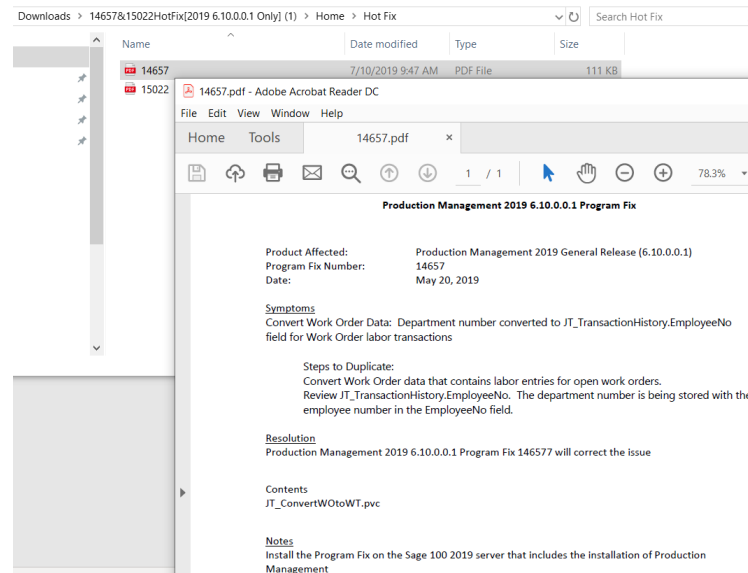 Downloads > 14657&15022HotFix[2019 6.10.0.0.1 Only] (1) > Home > Hot Fix
Search Hot Fix
Name Date modified Type Size
14657 7/10/2019 9:47 AM PDF File 111 KB
15022
14657.pdf - Adobe Acrobat Reader DC
File Edit View Window Help
Home Tools 14657.pdf ×
1 / 1 78.3%
Production Management 2019 6.10.0.0.1 Program Fix
Product Affected: Production Management 2019 General Release (6.10.0.0.1)
Program Fix Number: 14657
Date: May 20, 2019
Symptoms
Convert Work Order Data: Department number converted to JT_TransactionHistory.EmployeeNo
field for Work Order labor transactions
Steps to Duplicate:
Convert Work Order data that contains labor entries for open work orders.
Review JT_TransactionHistory.EmployeeNo. The department number is being stored with the
employee number in the EmployeeNo field.
Resolution
Production Management 2019 6.10.0.0.1 Program Fix 146577 will correct the issue
Contents
JT_ConvertWOtoWT.pvc
Notes
Install the Program Fix on the Sage 100 2019 server that includes the installation of Production
Management